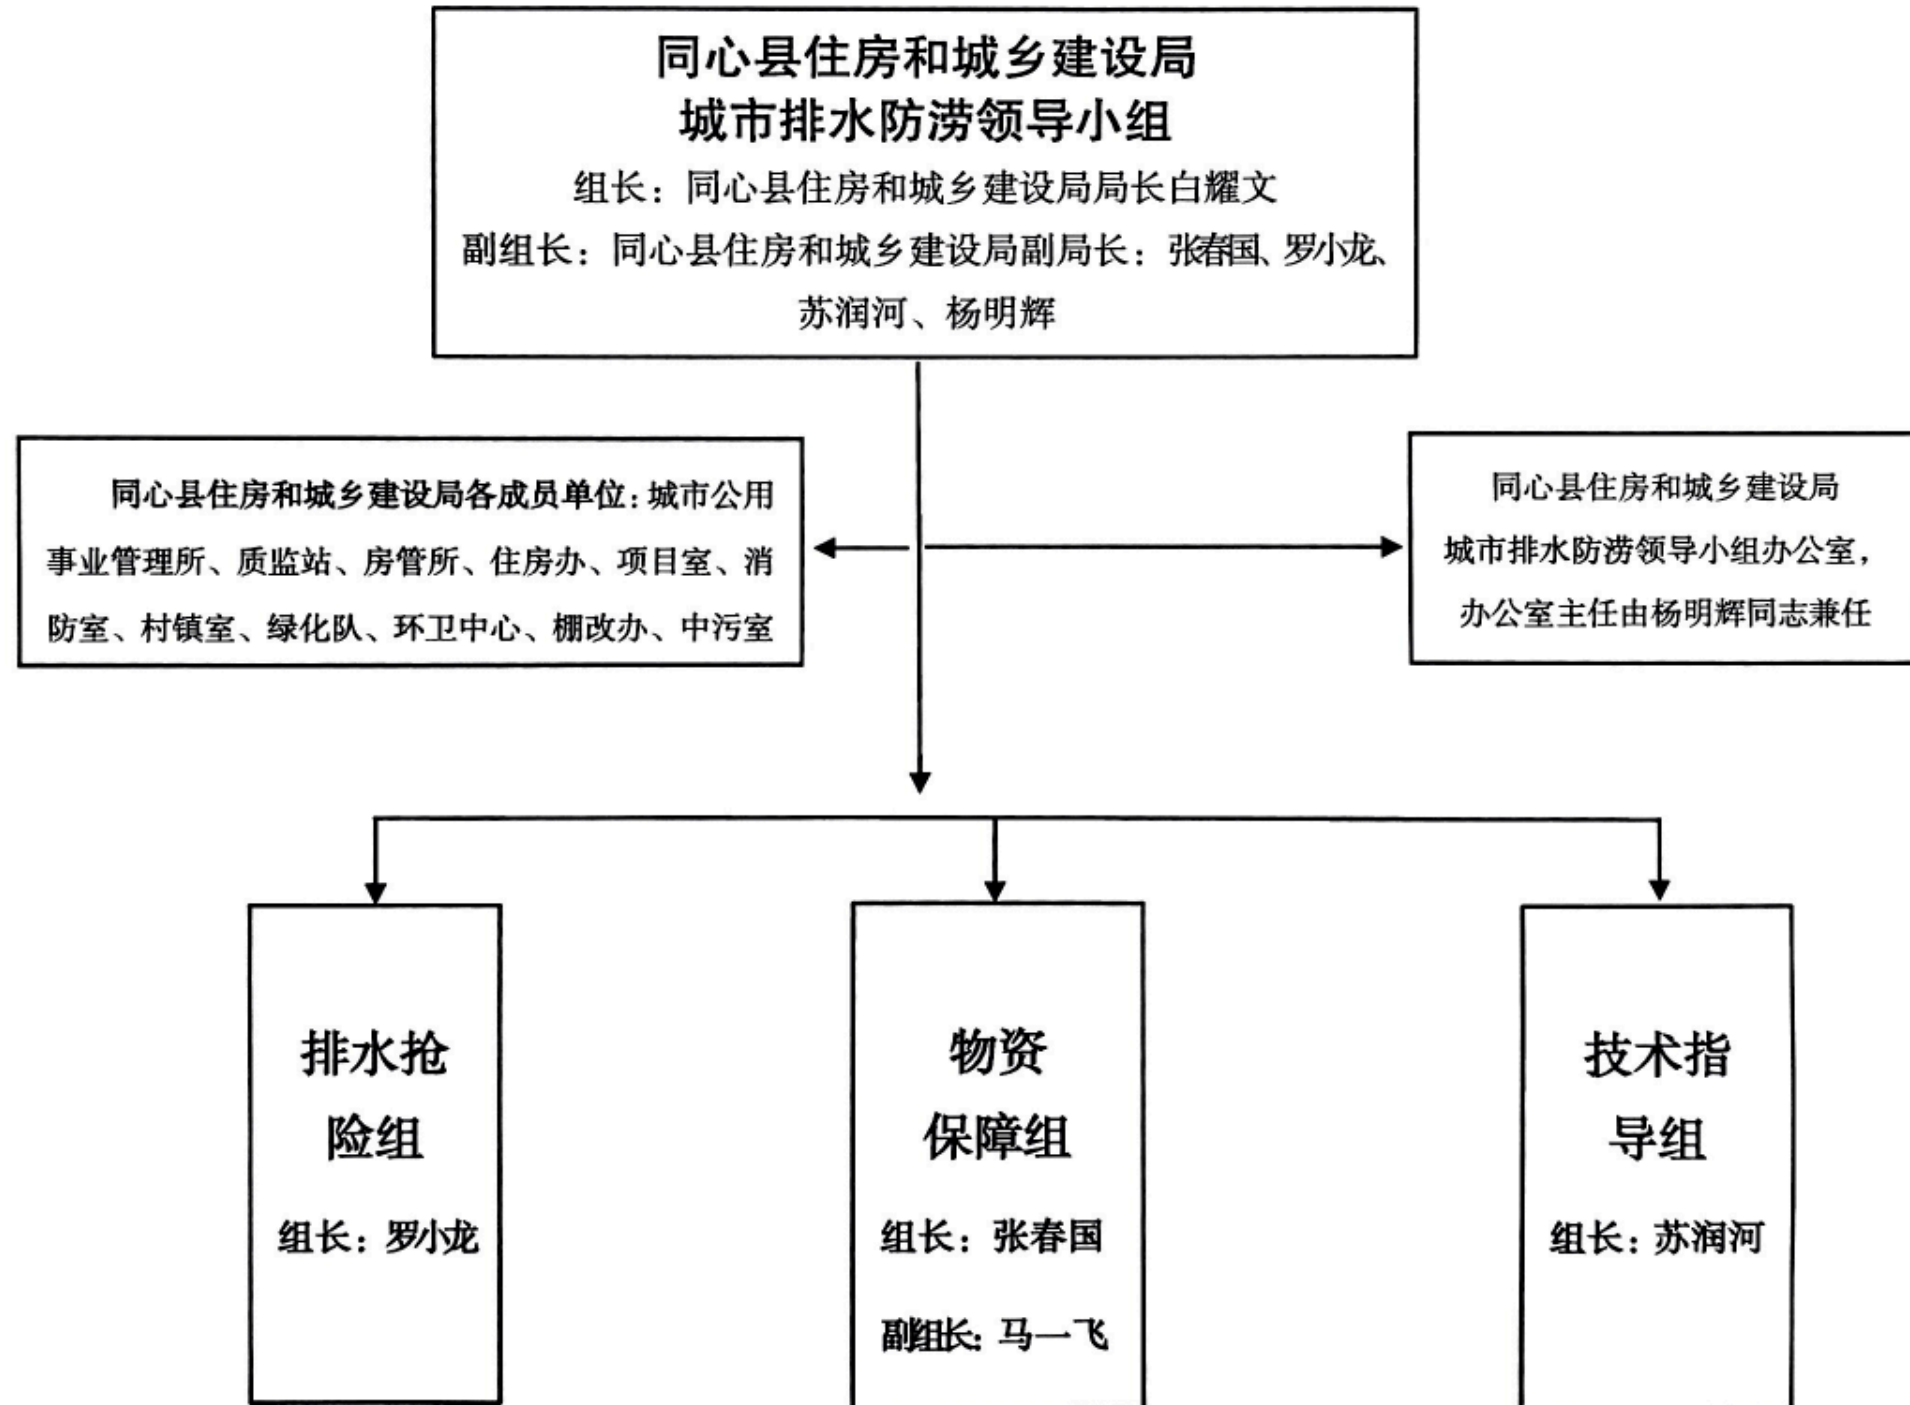 同心县住房和城乡建设局
城市排水防涝领导小组
组长：同心县住房和城乡建设局局长白耀文
副组长：同心县住房和城乡建设局副局长：张春国、罗小龙、
苏润河、杨明辉
同心县住房和城乡建设局各成员单位：城市公用
事业管理所、质监站、房管所、住房办、项目室、消
防室、村镇室、绿化队、环卫中心、棚改办、中污室
同心县住房和城乡建设局
城市排水防涝领导小组办公室，
办公室主任由杨明辉同志兼任
排水抢
险组
组长：罗小龙
物资
保障组
组长：张春国
副组长：马一飞
技术指
导组
组长：苏润河